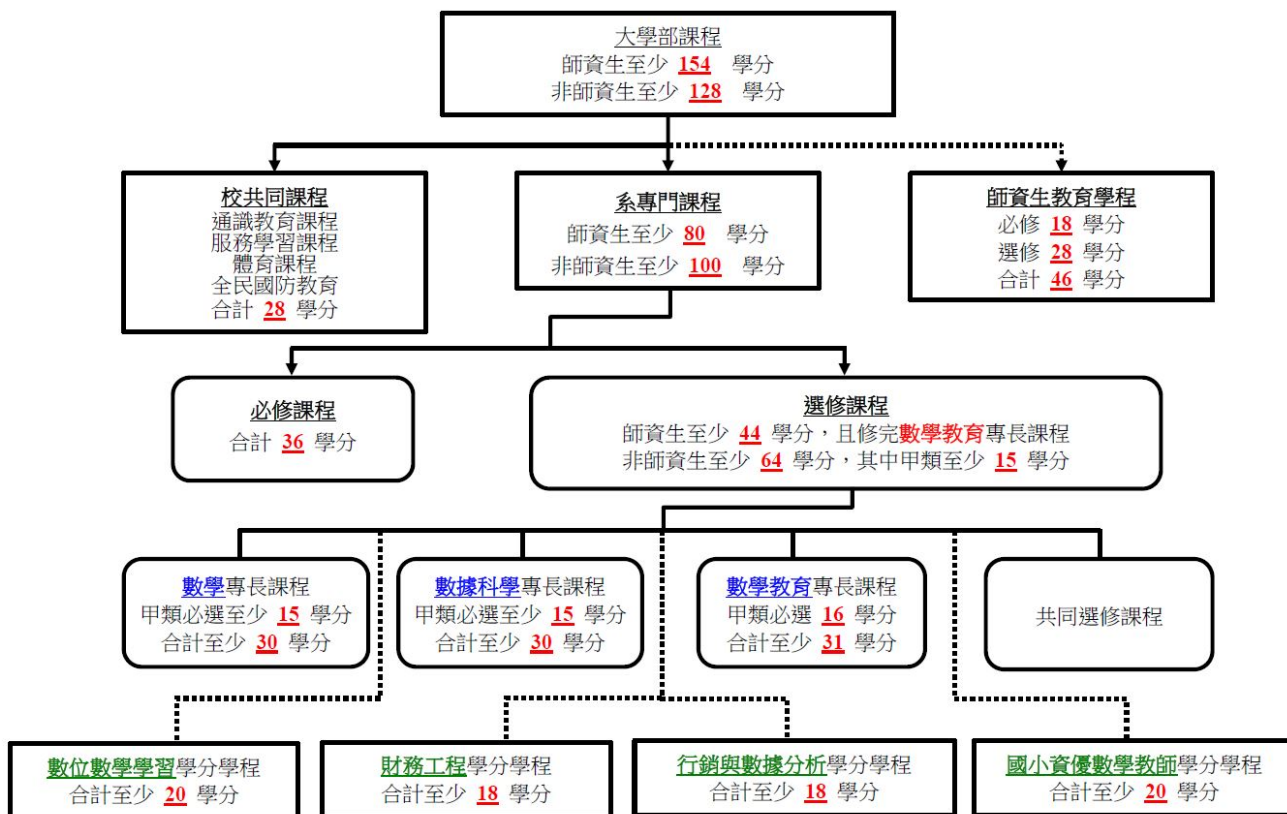 大學部課程
師資生至少 154 學分
非師資生至少 128 學分
校共同課程
通識教育課程
服務學習課程
體育課程
全民國防教育
合計 28 學分
系專門課程
師資生至少 80 學分
非師資生至少 100 學分
師資生教育學程
必修 18 學分
選修 28 學分
合計 46 學分
必修課程
合計 36 學分
選修課程
師資生至少 44 學分，且修完數學教育專長課程
非師資生至少 64 學分，其中甲類至少 15 學分
數學專長課程
甲類必選至少 15 學分
合計至少 30 學分
數據科學專長課程
甲類必選至少 15 學分
合計至少 30 學分
數學教育專長課程
甲類必選 16 學分
合計至少 31 學分
共同選修課程
數位數學學習學分學程
合計至少 20 學分
財務工程學分學程
合計至少 18 學分
行銷與數據分析學分學程
合計至少 18 學分
國小資優數學教師學分學程
合計至少 20 學分